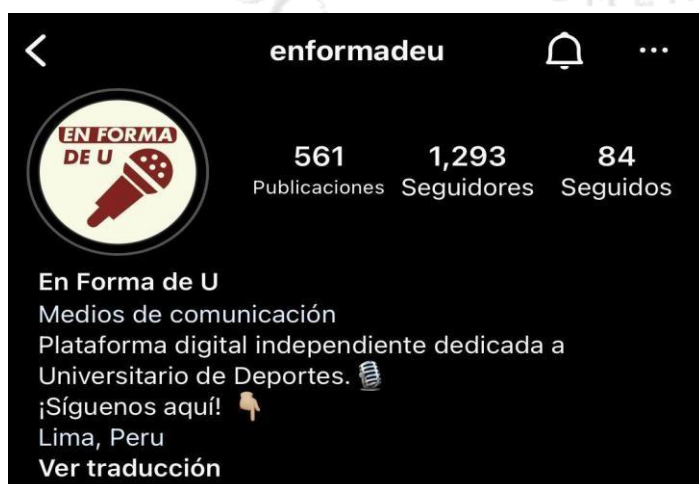 enformadeu
EN FORMA
DE U
561 1,293 84
Publicaciones Seguidores Seguidos
En Forma de U
Medios de comunicación
Plataforma digital independiente dedicada a
Universitario de Deportes. 🎙️
¡Síguenos aquí! 👇🏼
Lima, Peru
Ver traducción